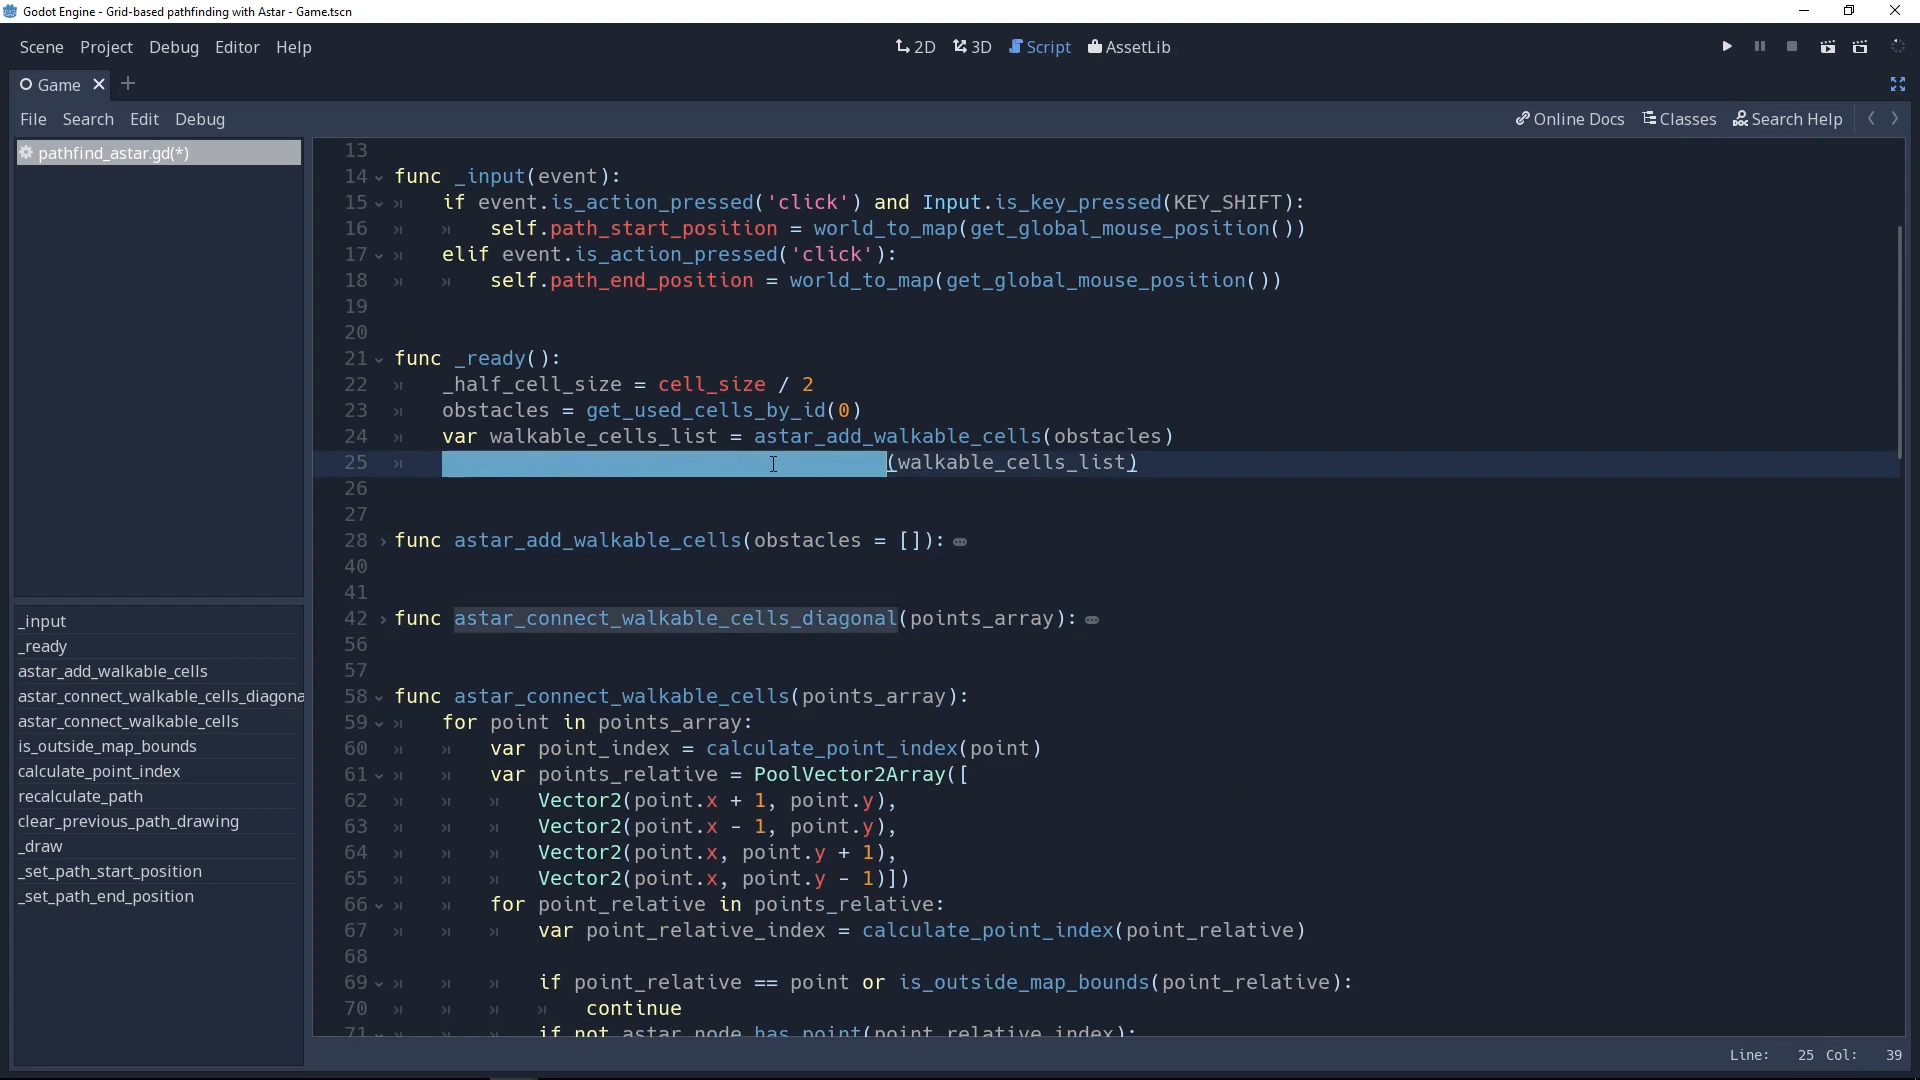 Godot Engine - Grid-based pathfinding with Astar - Game.tscn
Scene Project Debug Editor Help
2D 3D Script AssetLib
Game
File Search Edit Debug
Online Docs Classes Search Help
pathfind_astar.gd(*)
_input
_ready
astar_add_walkable_cells
astar_connect_walkable_cells_diagona
astar_connect_walkable_cells
is_outside_map_bounds
calculate_point_index
recalculate_path
clear_previous_path_drawing
_draw
_set_path_start_position
_set_path_end_position
13
14 func _input(event):
15 if event.is_action_pressed('click') and Input.is_key_pressed(KEY_SHIFT):
16 self.path_start_position = world_to_map(get_global_mouse_position())
17 elif event.is_action_pressed('click'):
18 self.path_end_position = world_to_map(get_global_mouse_position())
19
20
21 func _ready():
22 _half_cell_size = cell_size / 2
23 obstacles = get_used_cells_by_id(0)
24 var walkable_cells_list = astar_add_walkable_cells(obstacles)
25 (walkable_cells_list)
26
27
28 func astar_add_walkable_cells(obstacles = []):
40
41
42 func astar_connect_walkable_cells_diagonal(points_array):
56
57
58 func astar_connect_walkable_cells(points_array):
59 for point in points_array:
60 var point_index = calculate_point_index(point)
61 var points_relative = PoolVector2Array([
62 Vector2(point.x + 1, point.y),
63 Vector2(point.x - 1, point.y),
64 Vector2(point.x, point.y + 1),
65 Vector2(point.x, point.y - 1)])
66 for point_relative in points_relative:
67 var point_relative_index = calculate_point_index(point_relative)
68
69 if point_relative == point or is_outside_map_bounds(point_relative):
70 continue
71 if not astar_node.has_point(point_relative_index):
Line: 25 Col: 39